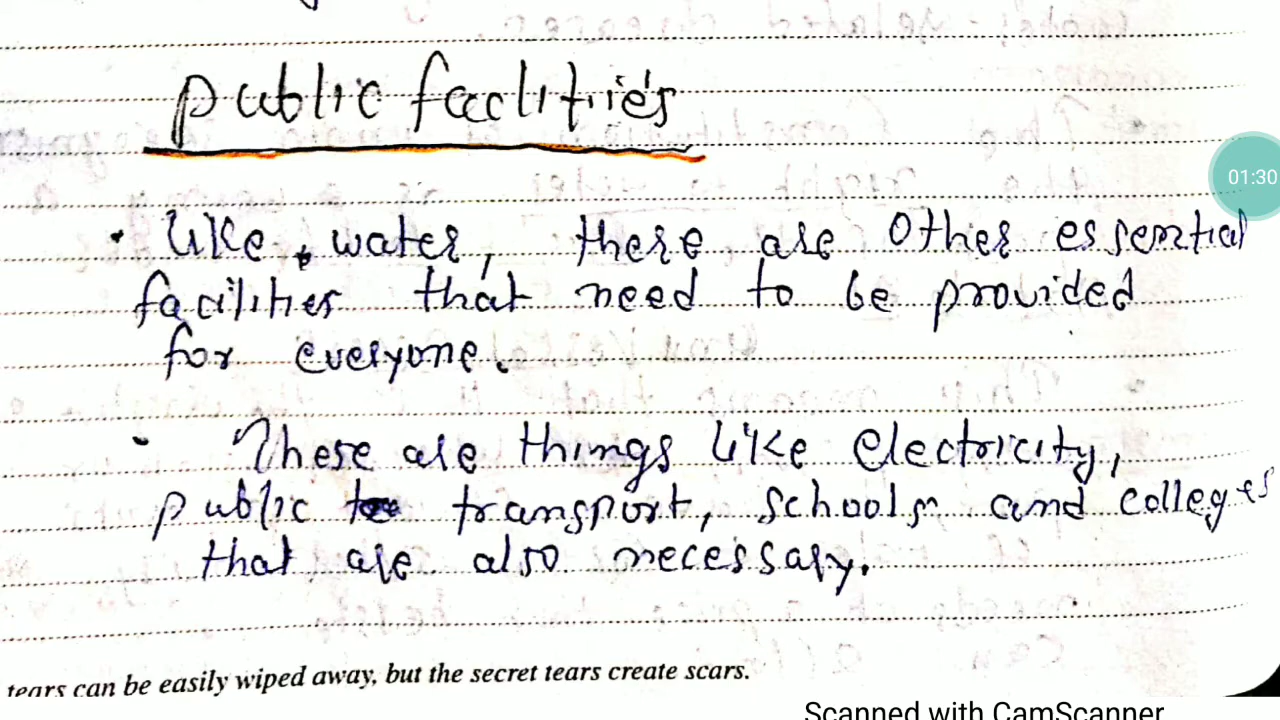 public facilities
01:30
• Like water, there are other essential
facilities that need to be provided
for everyone.
- These are things like electricity,
public transport, schools and colleges
that are also necessary.
tears can be easily wiped away, but the secret tears create scars.
Scanned with CamScanner